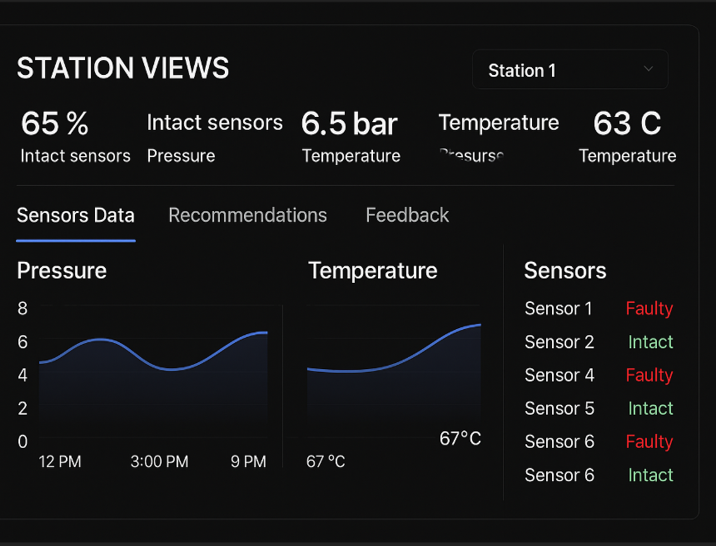 STATION VIEWS
Station 1
65 % Intact sensors 6.5 bar Temperature 63 C
Intact sensors Pressure Temperature Temperature
Sensors Data Recommendations Feedback
Pressure
8
6
4
2
0
12 PM 3:00 PM 9 PM
Temperature
67°C
67 °C
Sensors
Sensor 1 Faulty
Sensor 2 Intact
Sensor 4 Faulty
Sensor 5 Intact
Sensor 6 Faulty
Sensor 6 Intact